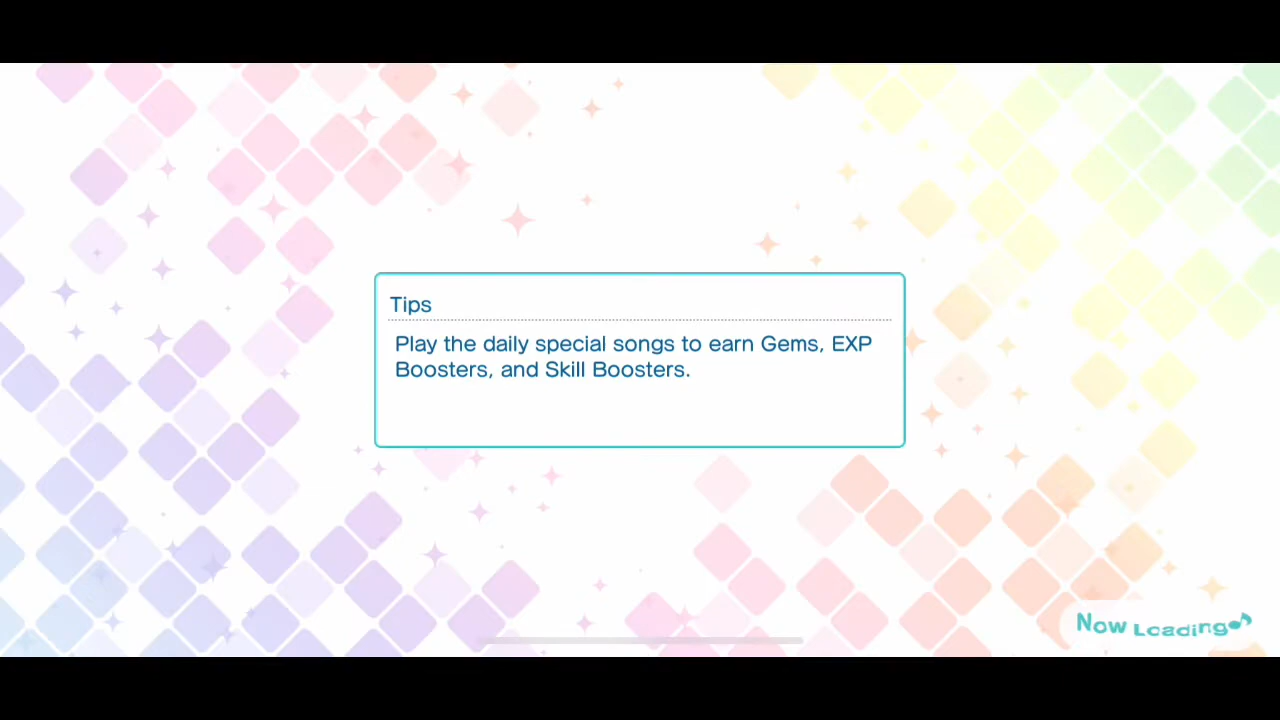 Tips
Play the daily special songs to earn Gems, EXP
Boosters, and Skill Boosters.
Now Loading